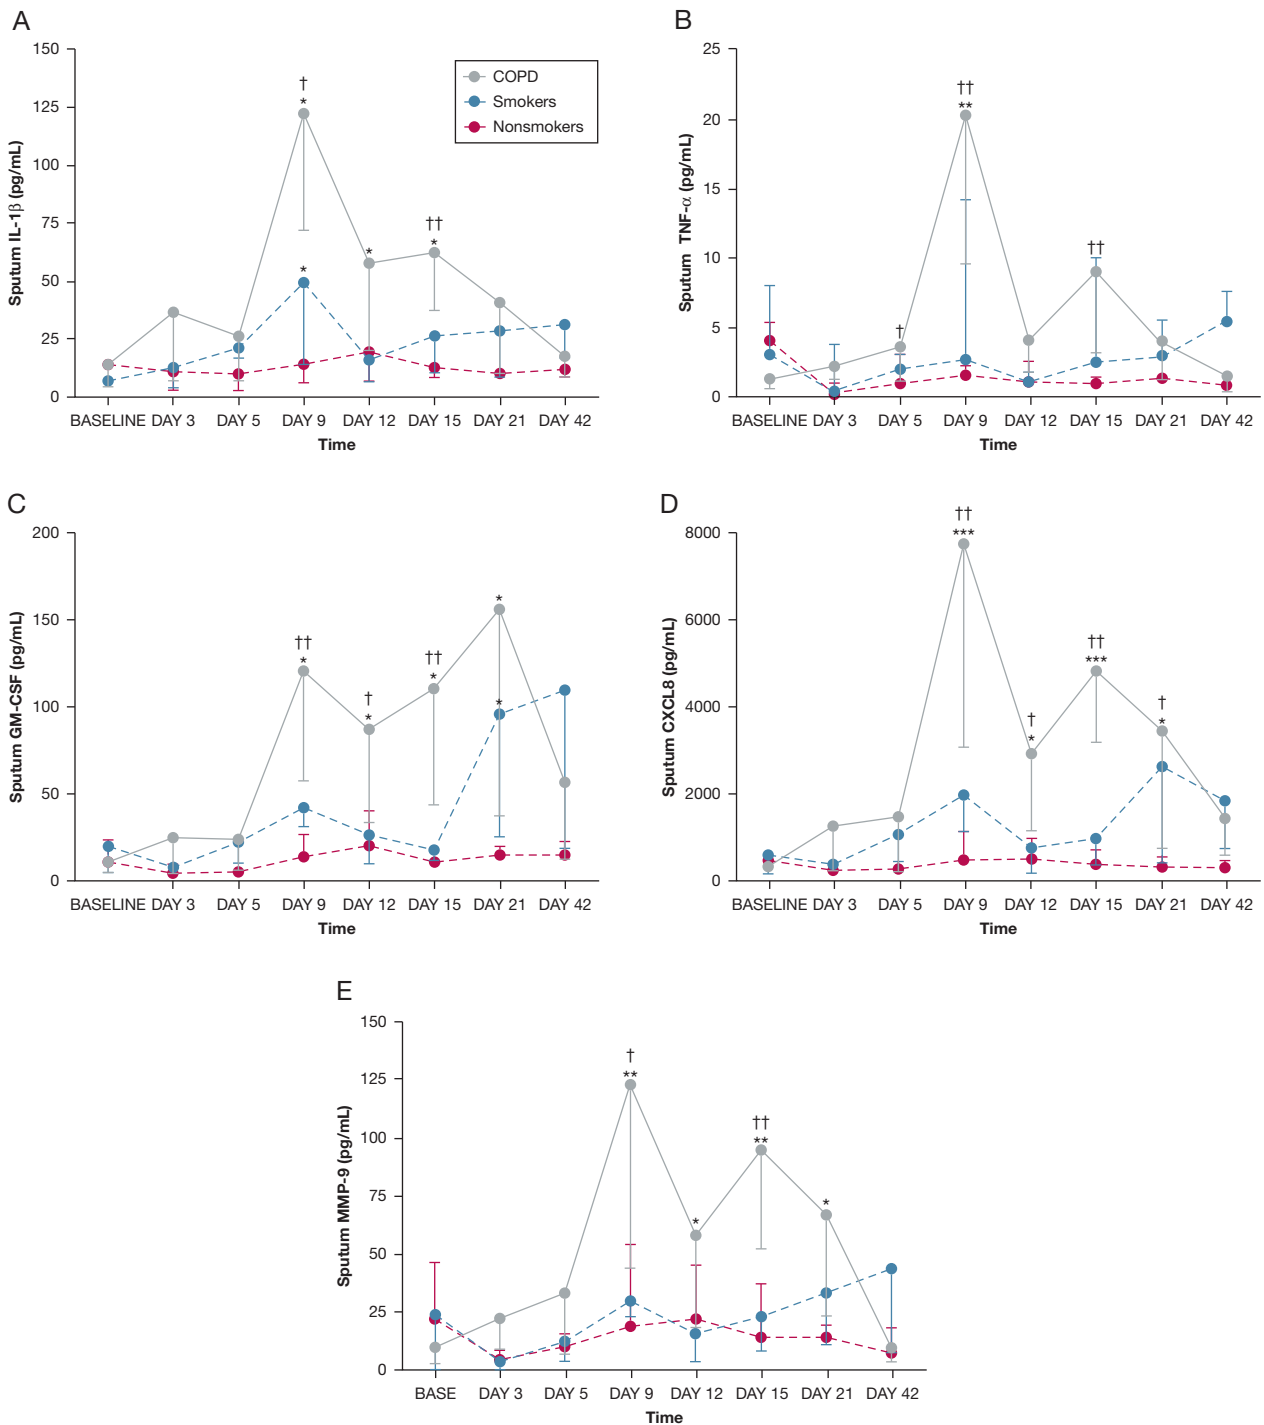 A
Sputum IL-1β (pg/mL)
150
125
100
75
50
25
0
†
*
*
*
††
*
COPD
Smokers
Nonsmokers
BASELINE DAY 3 DAY 5 DAY 9 DAY 12 DAY 15 DAY 21 DAY 42
Time
B
Sputum TNF-α (pg/mL)
25
20
15
10
5
0
††
**
†
††
BASELINE DAY 3 DAY 5 DAY 9 DAY 12 DAY 15 DAY 21 DAY 42
Time
C
Sputum GM-CSF (pg/mL)
200
150
100
50
0
††
*
†
*
††
*
*
*
BASELINE DAY 3 DAY 5 DAY 9 DAY 12 DAY 15 DAY 21 DAY 42
Time
D
Sputum CXCL8 (pg/mL)
8000
6000
4000
2000
0
††
***
†
*
††
***
†
*
BASELINE DAY 3 DAY 5 DAY 9 DAY 12 DAY 15 DAY 21 DAY 42
Time
E
Sputum MMP-9 (pg/mL)
150
125
100
75
50
25
0
†
**
*
††
**
*
BASE DAY 3 DAY 5 DAY 9 DAY 12 DAY 15 DAY 21 DAY 42
Time